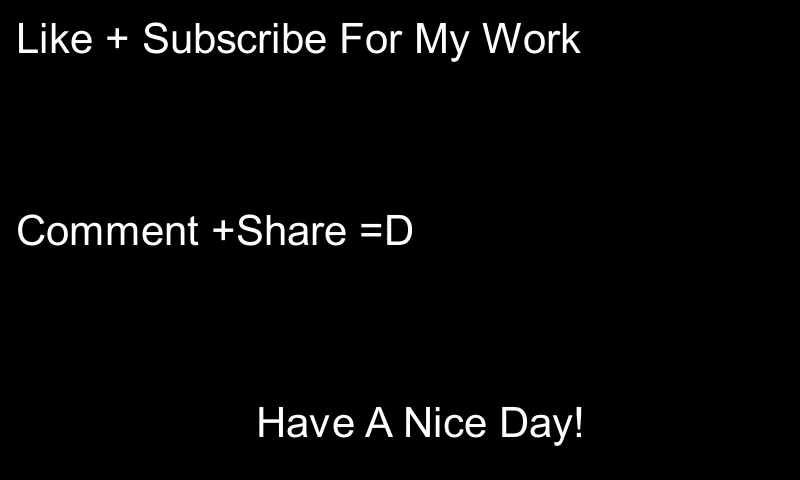 Like + Subscribe For My Work
Comment +Share =D
Have A Nice Day!